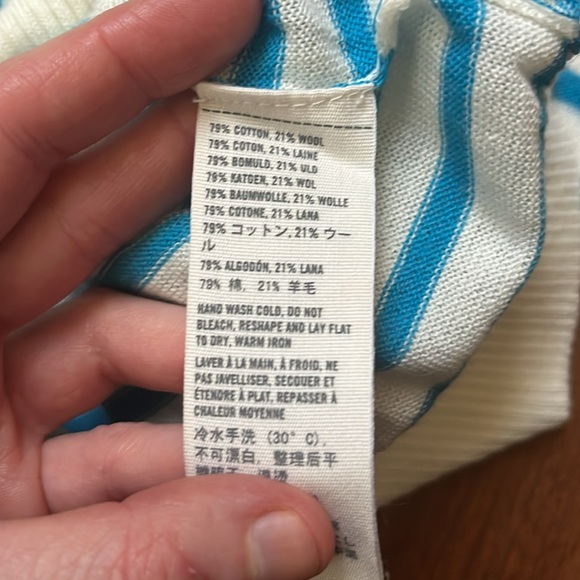 79% COTTON, 21% WOOL
79% COTON, 21% LAINE
79% BOMULD, 21% ULD
79% KATOEN, 21% WOL
79% BAUMWOLLE, 21% WOLLE
79% COTONE, 21% LANA
79% コットン, 21% ウー
ル
79% ALGODÓN, 21% LANA
79% 棉, 21% 羊毛
HAND WASH COLD, DO NOT
BLEACH, RESHAPE AND LAY FLAT
TO DRY, WARM IRON
LAVER À LA MAIN, À FROID, NE
PAS JAVELLISER, SECOUER ET
ÉTENDRE À PLAT, REPASSER À
CHALEUR MOYENNE
冷水手洗 (30° C),
不可漂白, 整理后平